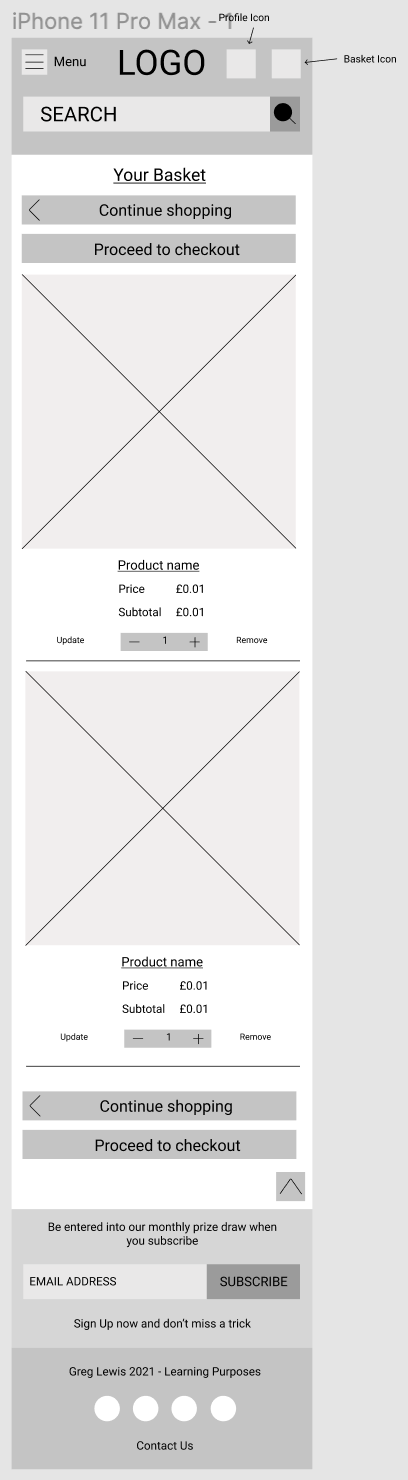 iPhone 11 Pro Max - 1
Profile Icon
Menu
LOGO
Basket Icon
SEARCH
Your Basket
Continue shopping
Proceed to checkout
Product name
Price £0.01
Subtotal £0.01
Update 1 Remove
Product name
Price £0.01
Subtotal £0.01
Update 1 Remove
Continue shopping
Proceed to checkout
Be entered into our monthly prize draw when
you subscribe
EMAIL ADDRESS
SUBSCRIBE
Sign Up now and don't miss a trick
Greg Lewis 2021 - Learning Purposes
Contact Us